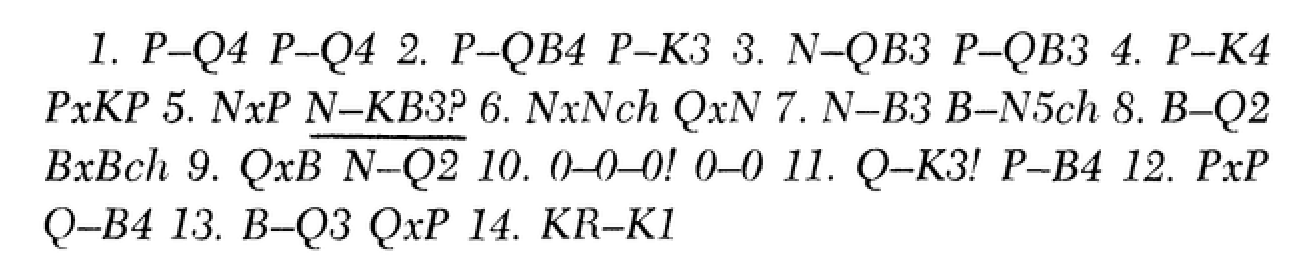 1. P–Q4 P–Q4 2. P–QB4 P–K3 3. N–QB3 P–QB3 4. P–K4
PxKP 5. NxP N–KB3? 6. NxNch QxN 7. N–B3 B–N5ch 8. B–Q2
BxBch 9. QxB N–Q2 10. 0–0–0! 0–0 11. Q–K3! P–B4 12. PxP
Q–B4 13. B–Q3 QxP 14. KR–K1